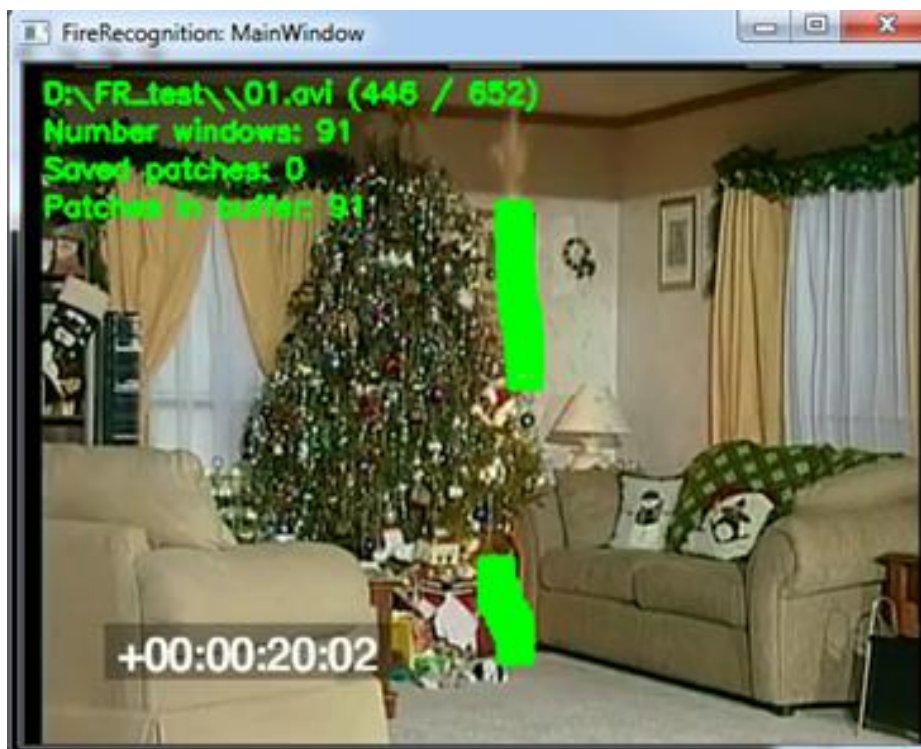 FireRecognition: MainWindow
D:\FR_test\\01.avi (446 / 652)
Number windows: 91
Saved patches: 0
Patches in buffer: 91
+00:00:20:02